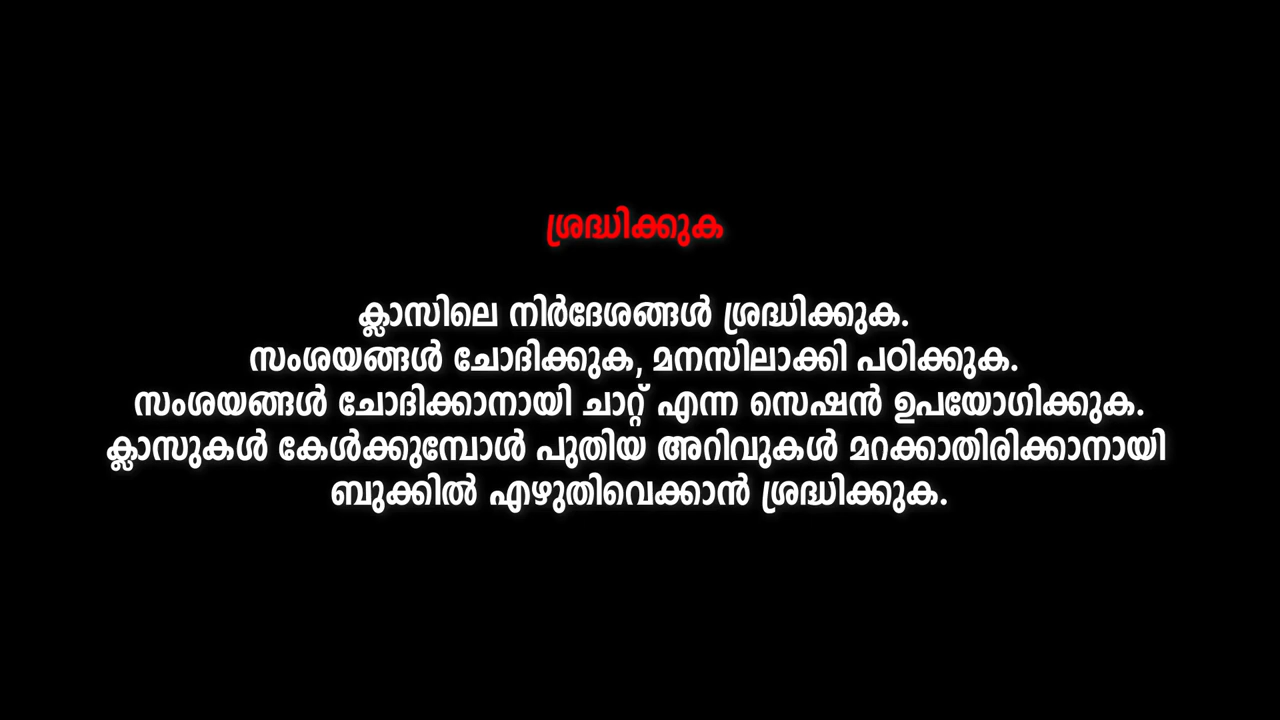 ശ്രദ്ധിക്കുക
ക്ലാസിലെ നിർദേശങ്ങൾ ശ്രദ്ധിക്കുക.
സംശയങ്ങൾ ചോദിക്കുക, മനസിലാക്കി പഠിക്കുക.
സംശയങ്ങൾ ചോദിക്കാനായി ചാറ്റ് എന്ന സെഷൻ ഉപയോഗിക്കുക.
ക്ലാസുകൾ കേൾക്കുമ്പോൾ പുതിയ അറിവുകൾ മറക്കാതിരിക്കാനായി
ബുക്കിൽ എഴുതിവെക്കാൻ ശ്രദ്ധിക്കുക.